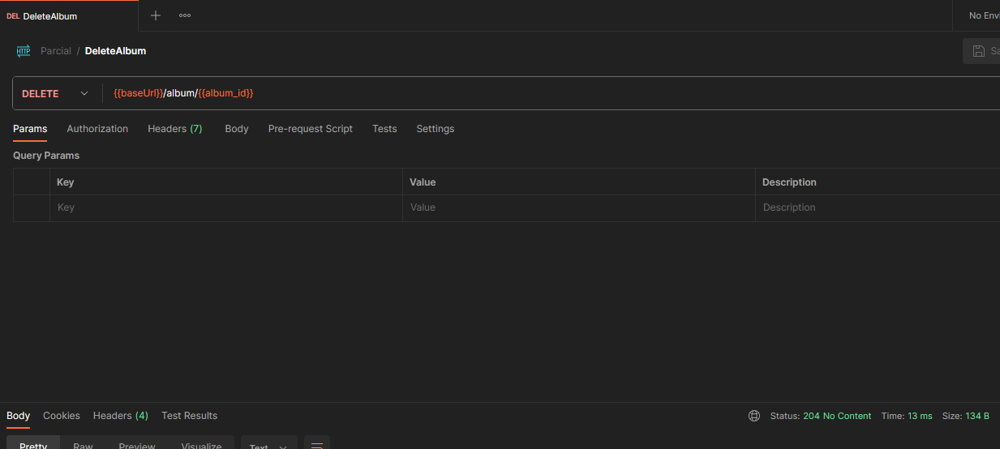 DEL DeleteAlbum
No Envi
HTTP Parcial / DeleteAlbum
Sa
DELETE {{baseUrl}}/album/{{album_id}}
Params Authorization Headers (7) Body Pre-request Script Tests Settings
Query Params
Key Value Description
Key Value Description
Body Cookies Headers (4) Test Results Status: 204 No Content Time: 13 ms Size: 134 B
Pretty Raw Preview Visualize Text